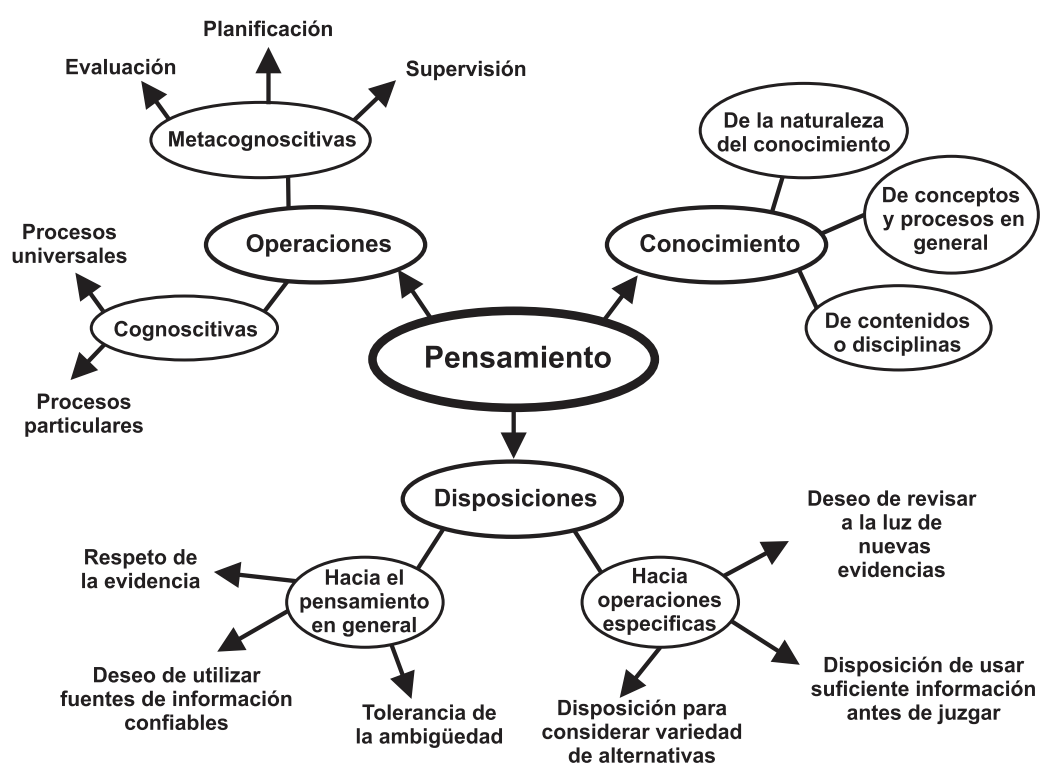 Planificación
Evaluación
Supervisión
Metacognoscitivas
De la naturaleza
del conocimiento
De conceptos
y procesos en
general
Operaciones
Conocimiento
Procesos
universales
Cognoscitivas
De contenidos
o disciplinas
Pensamiento
Procesos
particulares
Disposiciones
Deseo de revisar
a la luz de
nuevas
evidencias
Respeto de
la evidencia
Hacia el
pensamiento
en general
Hacia
operaciones
especificas
Deseo de utilizar
fuentes de información
confiables
Tolerancia de
la ambigüedad
Disposición para
considerar variedad
de alternativas
Disposición de usar
suficiente información
antes de juzgar